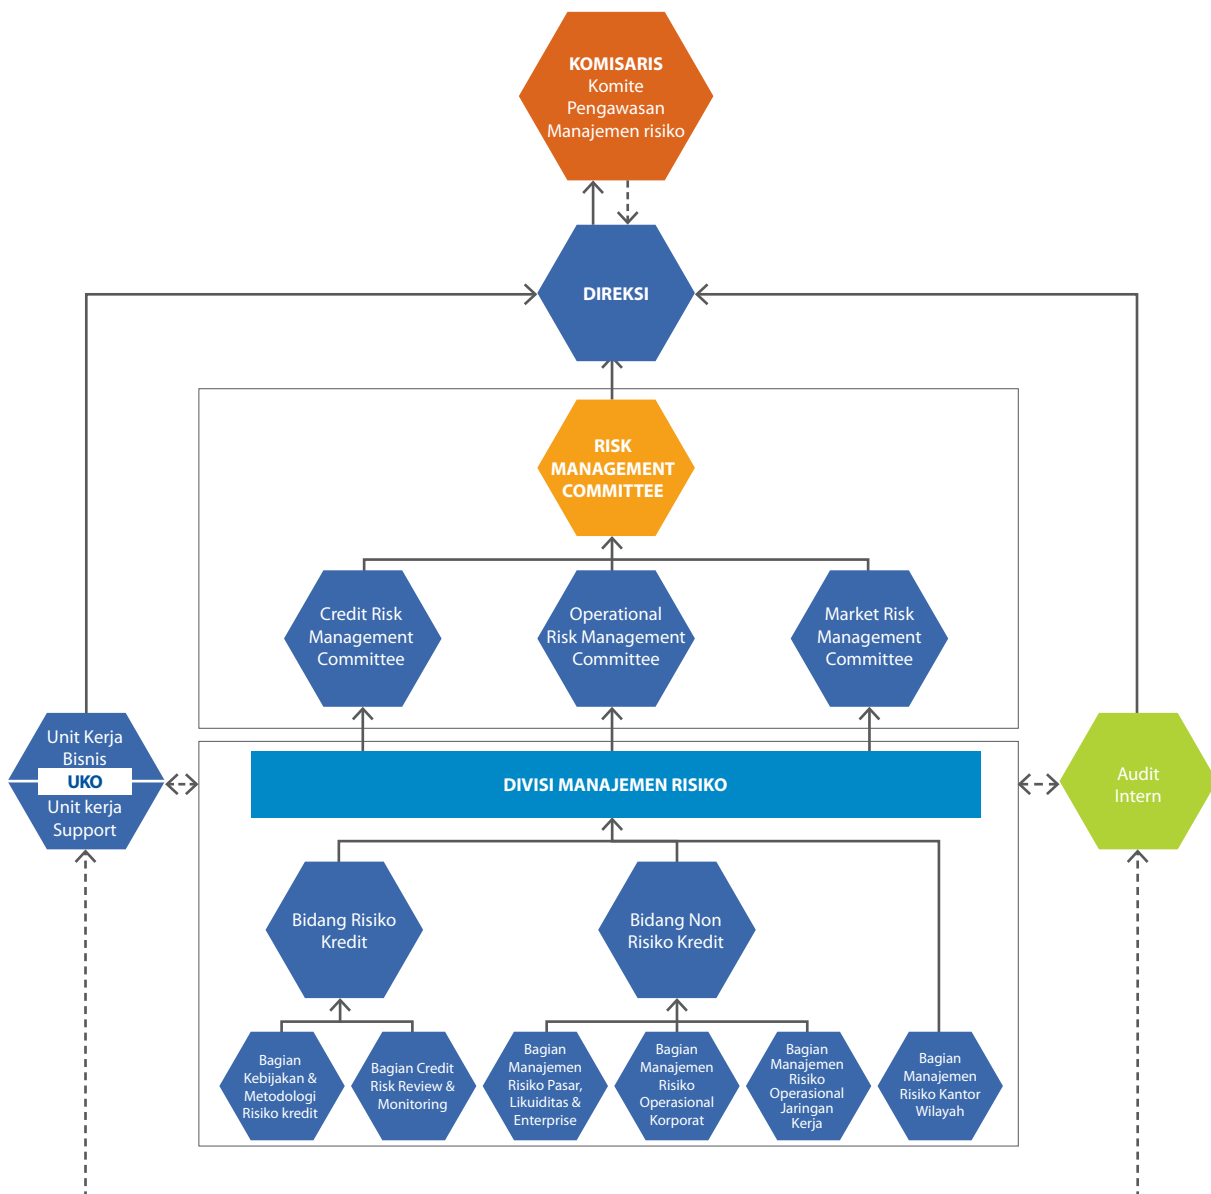 KOMISARIS
Komite
Pengawasan
Manajemen risiko
DIREKSI
RISK
MANAGEMENT
COMMITTEE
Credit Risk
Management
Committee
Operational
Risk Management
Committee
Market Risk
Management
Committee
Unit Kerja
Bisnis
UKO
Unit kerja
Support
DIVISI MANAJEMEN RISIKO
Audit
Intern
Bidang Risiko
Kredit
Bidang Non
Risiko Kredit
Bagian
Kebijakan &
Metodologi
Risiko kredit
Bagian Credit
Risk Review &
Monitoring
Bagian
Manajemen
Risiko Pasar,
Likuiditas &
Enterprise
Bagian
Manajemen
Risiko
Operasional
Korporat
Bagian
Manajemen
Risiko
Operasional
Jaringan
Kerja
Bagian
Manajemen
Risiko Kantor
Wilayah